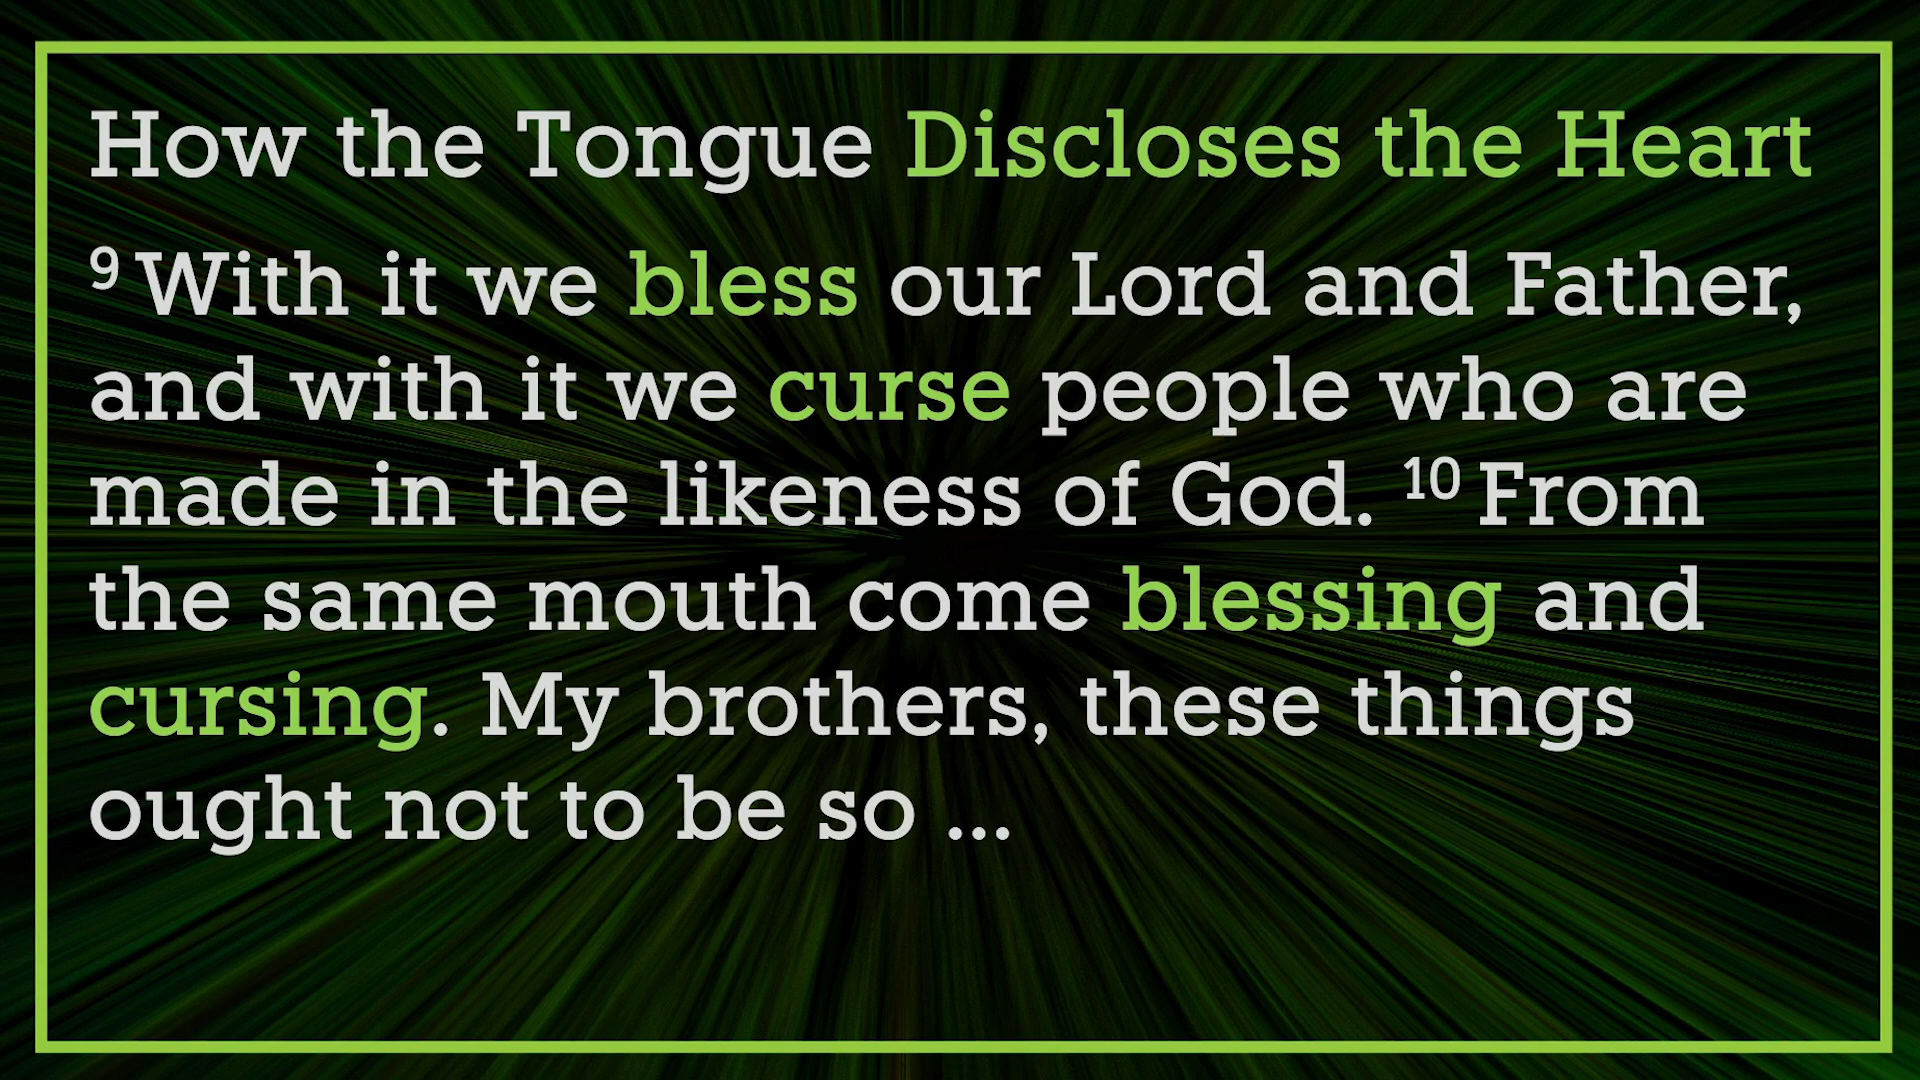 How the Tongue Discloses the Heart
9 With it we bless our Lord and Father,
and with it we curse people who are
made in the likeness of God. 10 From
the same mouth come blessing and
cursing. My brothers, these things
ought not to be so ...